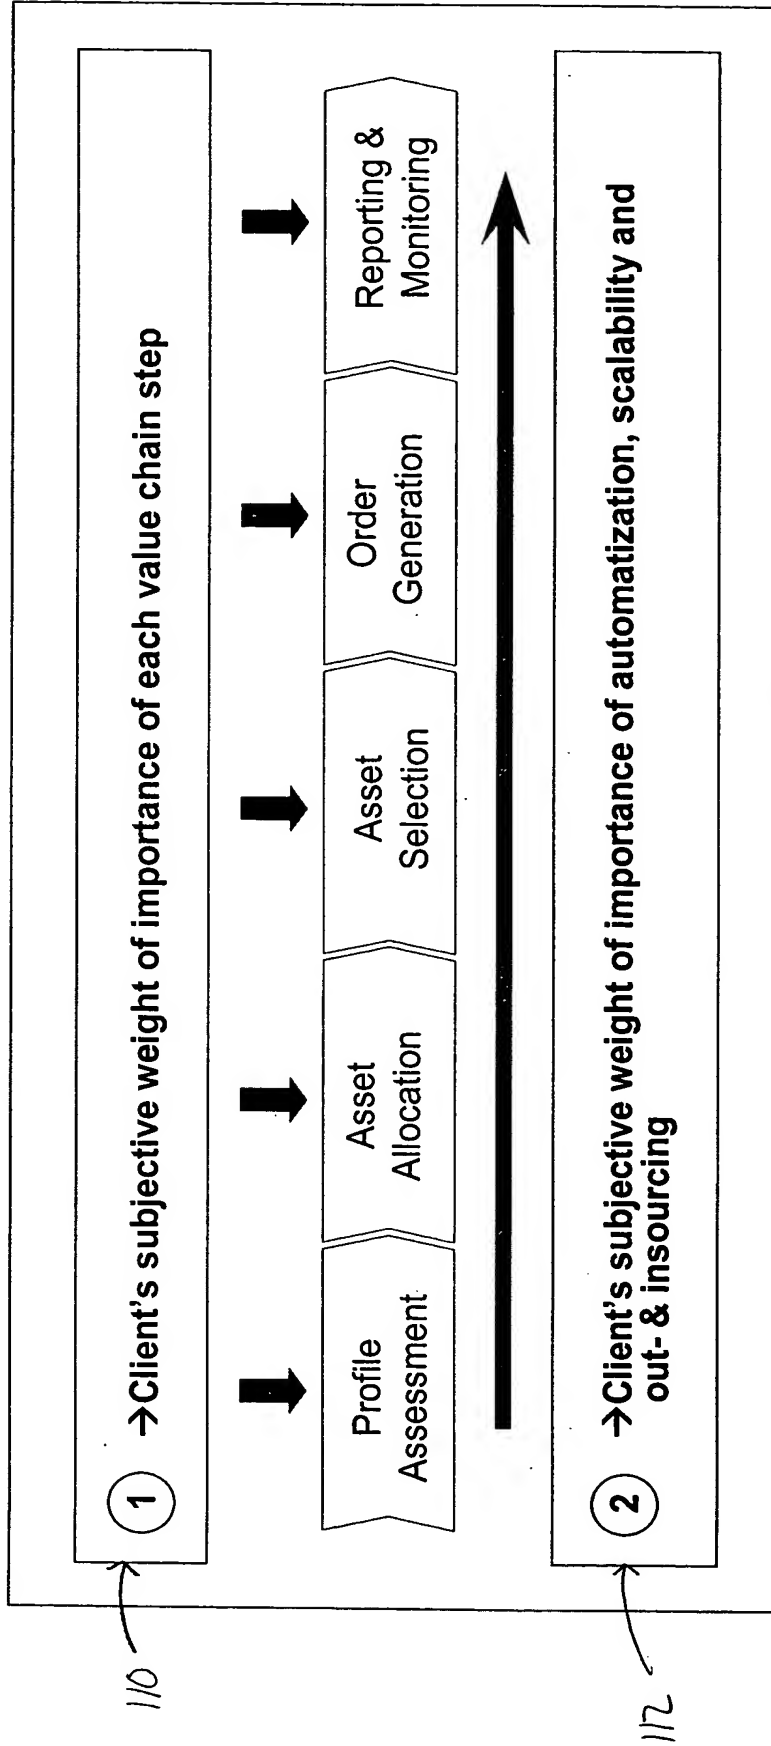 1 →Client's subjective weight of importance of each value chain step
110
Profile
Assessment
Asset
Allocation
Asset
Selection
Order
Generation
Reporting &
Monitoring
2 →Client's subjective weight of importance of automatization, scalability and
out- & insourcing
112